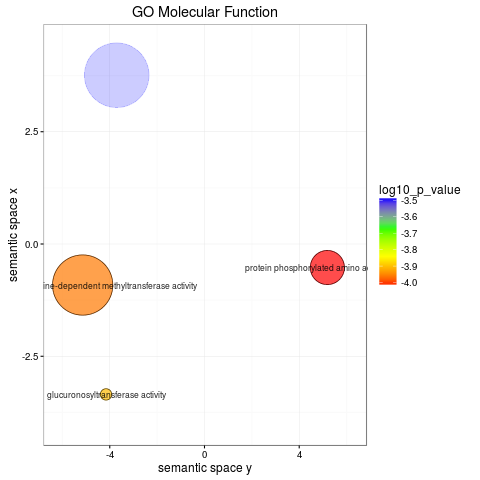 GO Molecular Function
log10_p_value
-3.5
-3.6
-3.7
-3.8
-3.9
-4.0
2.5
0.0
-2.5
semantic space x
protein phosphorylated amino a
ine-dependent methyltransferase activity
glucuronosyltransferase activity
-4
0
4
semantic space y